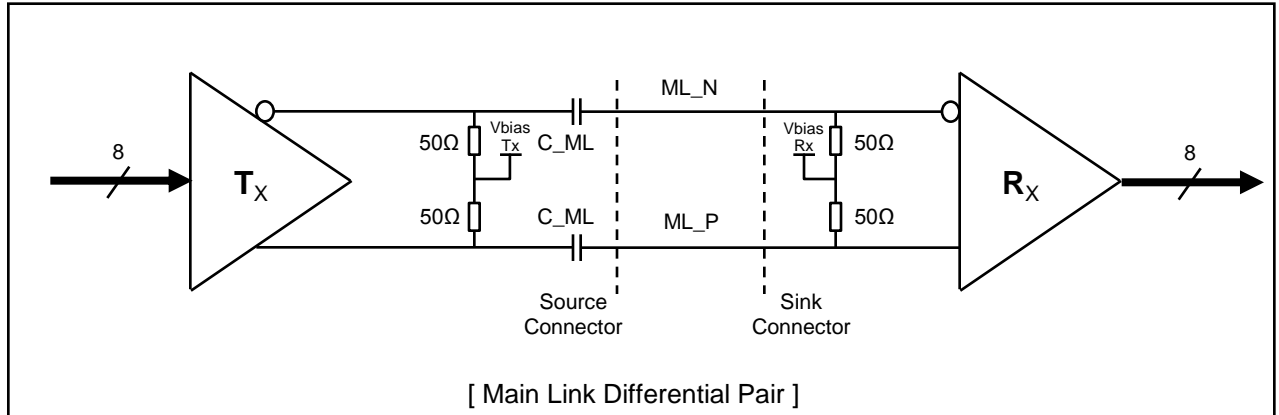 ML_N
Vbias
Tx
Vbias
Rx
50Ω
C_ML
50Ω
8
8
TX
RX
50Ω
C_ML
ML_P
50Ω
Source
Connector
Sink
Connector
[ Main Link Differential Pair ]